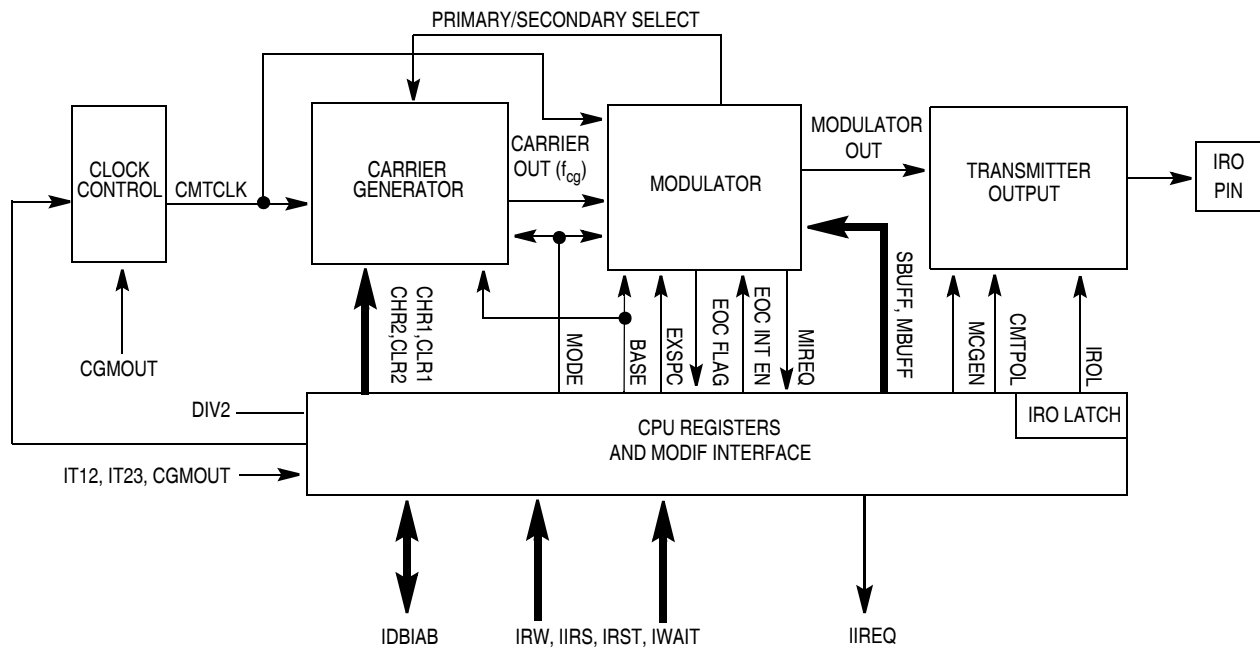 PRIMARY/SECONDARY SELECT
CLOCK
CONTROL
CMTCLK
CARRIER
GENERATOR
CARRIER
OUT (fcg)
MODULATOR
MODULATOR
OUT
TRANSMITTER
OUTPUT
IRO
PIN
CGMOUT
CHR1,CLR1
CHR2,CLR2
MODE
BASE
EXSPC
EOC FLAG
EOC INT EN
MIREQ
SBUFF, MBUFF
MCGEN
CMTPOL
IROL
DIV2
IRO LATCH
CPU REGISTERS
AND MODIF INTERFACE
IT12, IT23, CGMOUT
IDBIAB
IRW, IIRS, IRST, IWAIT
IIREQ